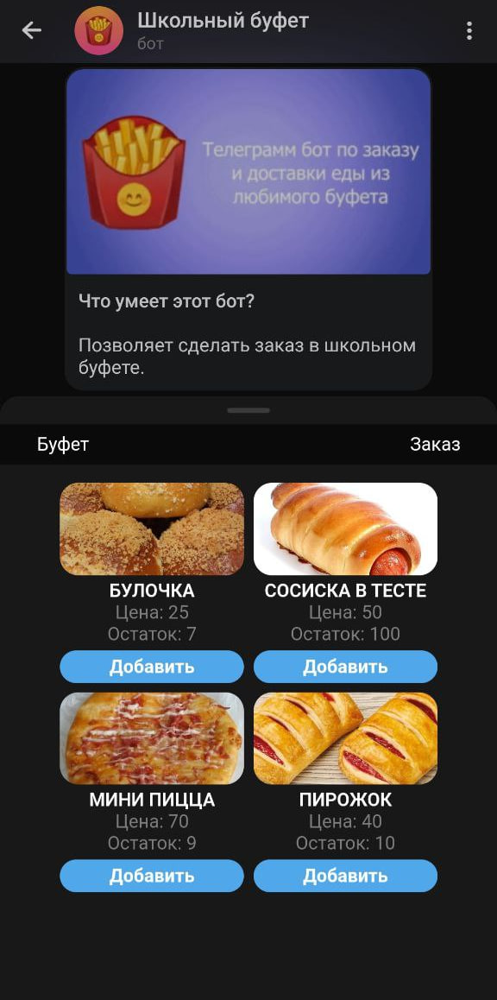 Школьный буфет
бот
Телеграмм бот по заказу
и доставки еды из
любимого буфета
Что умеет этот бот?
Позволяет сделать заказ в школьном
буфете.
Буфет
Заказ
БУЛОЧКА
Цена: 25
Остаток: 7
Добавить
СОСИСКА В ТЕСТЕ
Цена: 50
Остаток: 100
Добавить
МИНИ ПИЦЦА
Цена: 70
Остаток: 9
Добавить
ПИРОЖОК
Цена: 40
Остаток: 10
Добавить